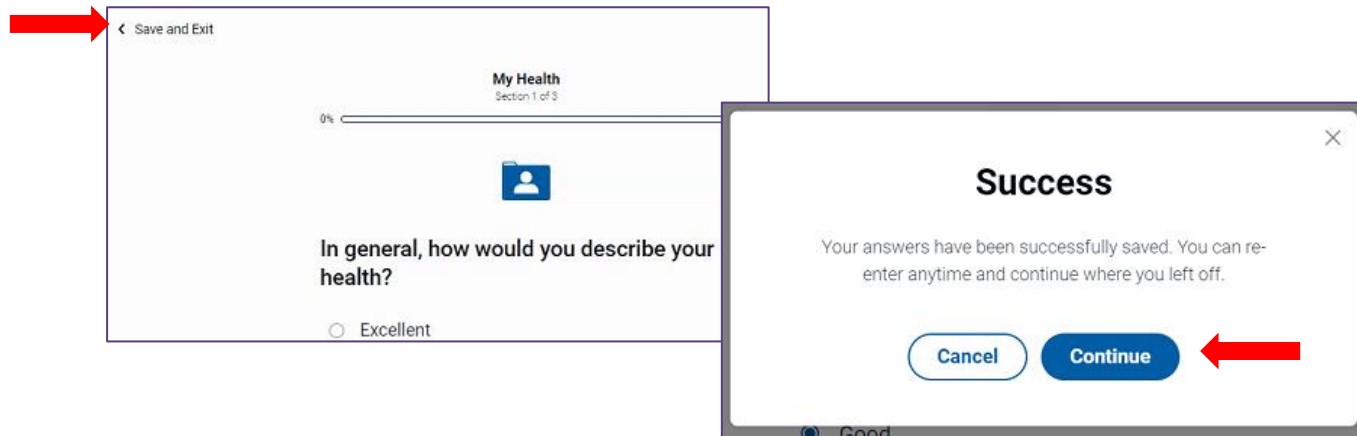 Save and Exit
My Health
Section 1 of 3
0%
In general, how would you describe your
health?
Excellent
Success
Your answers have been successfully saved. You can re-
enter anytime and continue where you left off.
Cancel
Continue
Good